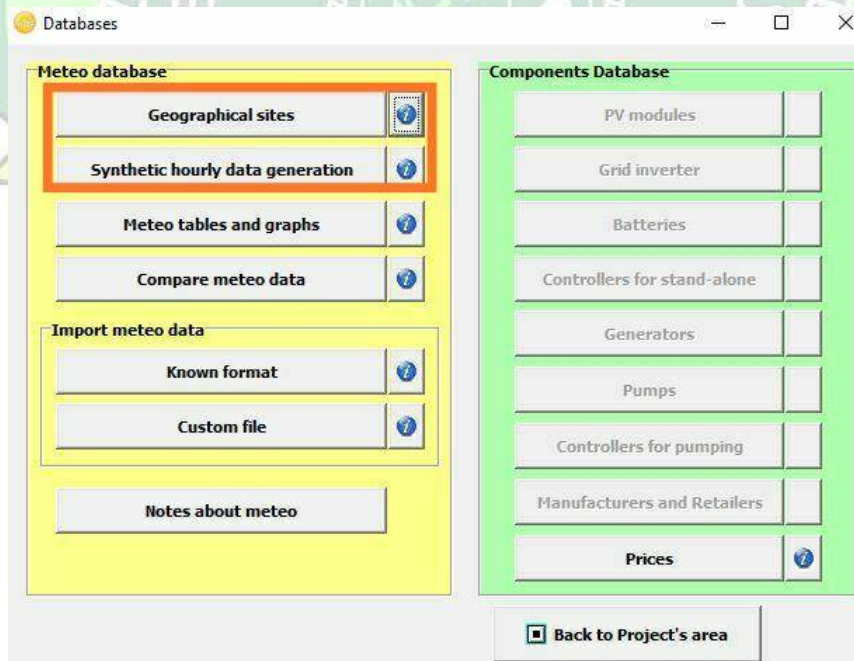 Databases
Meteo database
Geographical sites
Synthetic hourly data generation
Meteo tables and graphs
Compare meteo data
Import meteo data
Known format
Custom file
Notes about meteo
Components Database
PV modules
Grid inverter
Batteries
Controllers for stand-alone
Generators
Pumps
Controllers for pumping
Manufacturers and Retailers
Prices
Back to Project's area